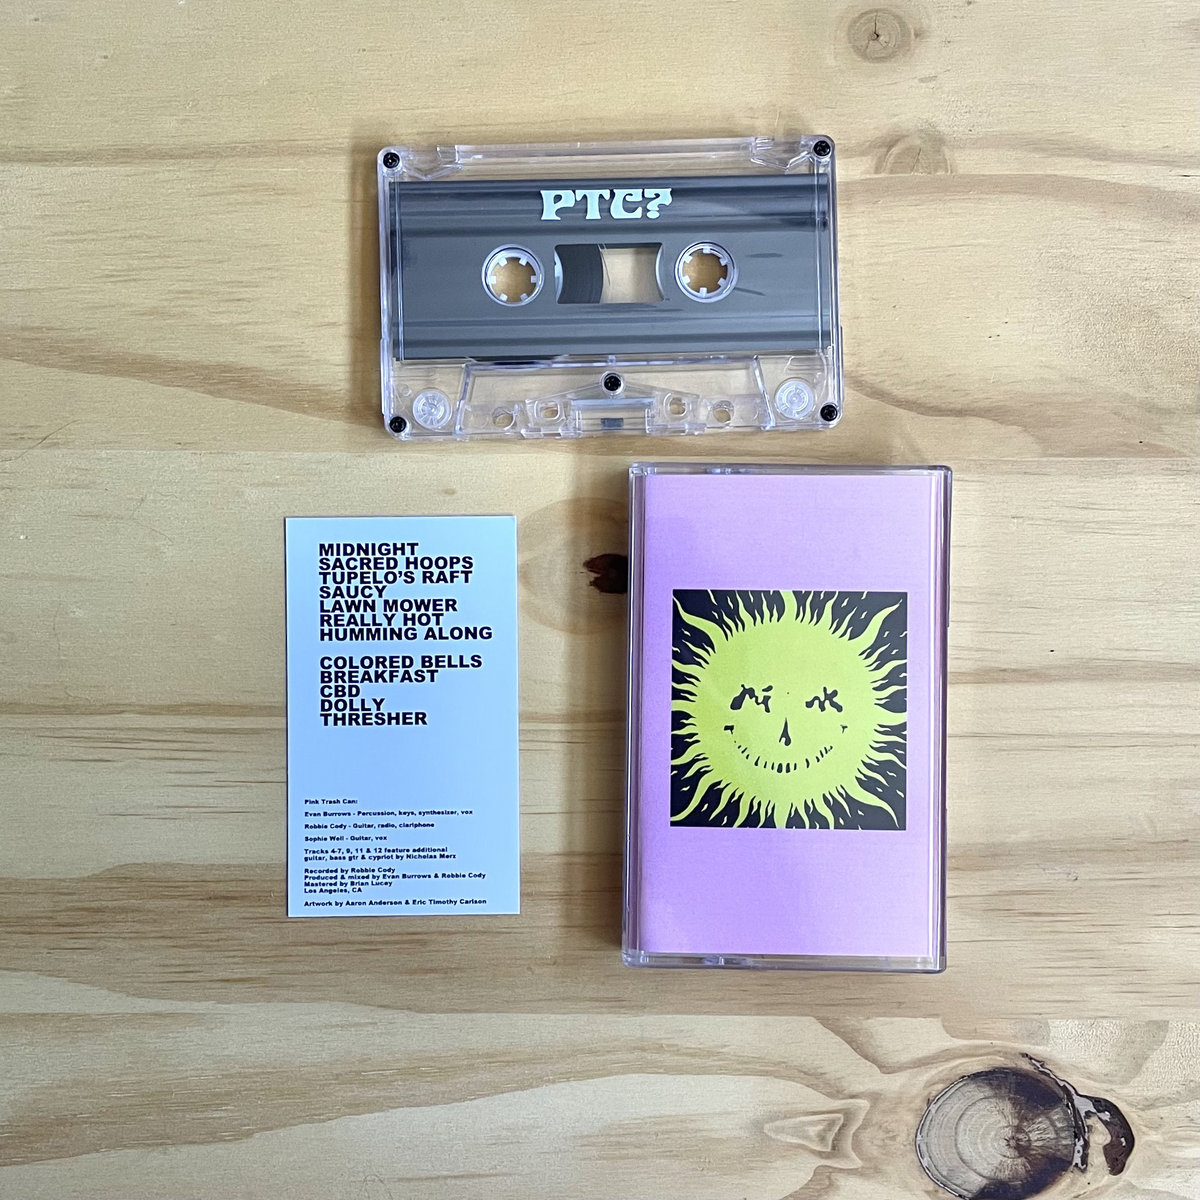 PTC?
MIDNIGHT
SACRED HOOPS
TUPELO'S RAFT
SAUCY
LAWN MOWER
REALLY HOT
HUMMING ALONG
COLORED BELLS
BREAKFAST
CBD
DOLLY
THRESHER
Pink Trash Can:
Evan Burrows - Percussion, keys, synthesizer, vox
Robbie Cody - Guitar, radio, clariphone
Sophie Weil - Guitar, vox
Tracks 4-7, 9, 11 & 12 feature additional
guitar, bass gtr & cypriot by Nicholas Merz
Recorded by Robbie Cody
Produced & mixed by Evan Burrows & Robbie Cody
Mastered by Brian Lucey
Los Angeles, CA
Artwork by Aaron Anderson & Eric Timothy Carlson
Pink